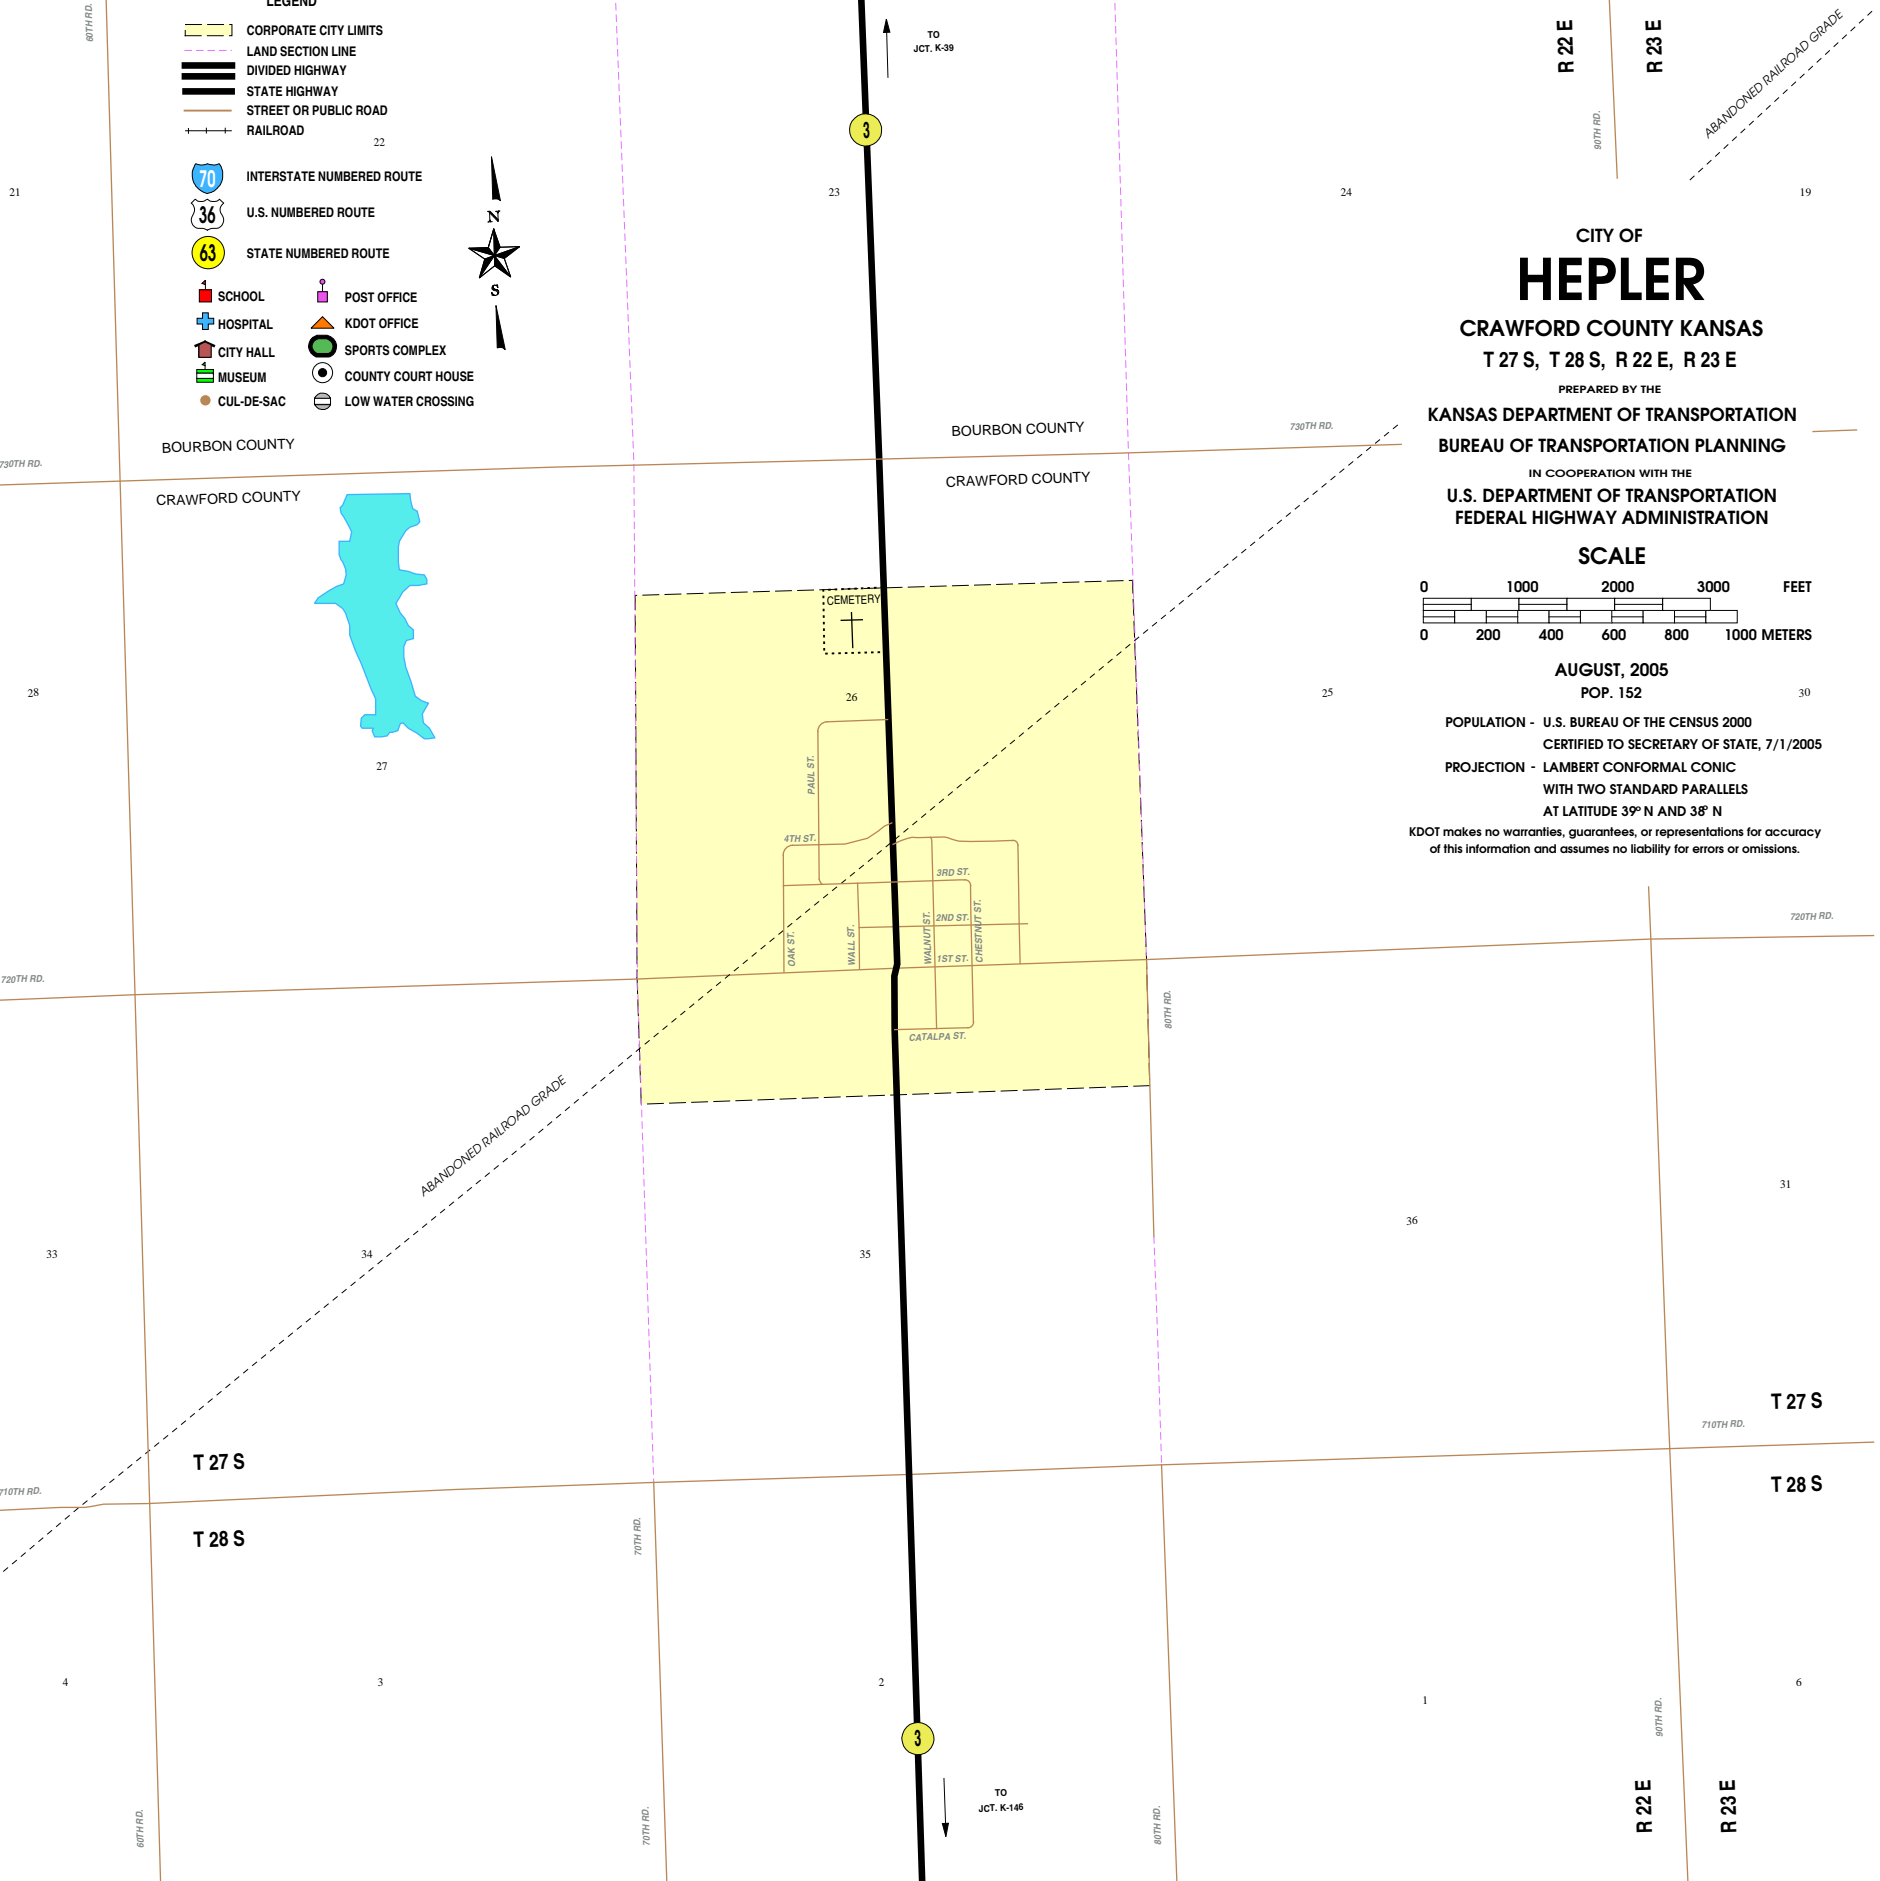 LEGEND
CORPORATE CITY LIMITS
LAND SECTION LINE
DIVIDED HIGHWAY
STATE HIGHWAY
STREET OR PUBLIC ROAD
RAILROAD
70 INTERSTATE NUMBERED ROUTE
36 U.S. NUMBERED ROUTE
63 STATE NUMBERED ROUTE
SCHOOL
HOSPITAL
CITY HALL
MUSEUM
CUL-DE-SAC
POST OFFICE
KDOT OFFICE
SPORTS COMPLEX
COUNTY COURT HOUSE
LOW WATER CROSSING
N
S
60TH RD.
21
22
TO
JCT. K-39
3
23
24
R 22 E
R 23 E
90TH RD.
ABANDONED RAILROAD GRADE
19
CITY OF
HEPLER
CRAWFORD COUNTY KANSAS
T 27 S, T 28 S, R 22 E, R 23 E
PREPARED BY THE
KANSAS DEPARTMENT OF TRANSPORTATION
BUREAU OF TRANSPORTATION PLANNING
IN COOPERATION WITH THE
U.S. DEPARTMENT OF TRANSPORTATION
FEDERAL HIGHWAY ADMINISTRATION
SCALE
0 1000 2000 3000 FEET
0 200 400 600 800 1000 METERS
AUGUST, 2005
POP. 152
POPULATION - U.S. BUREAU OF THE CENSUS 2000
CERTIFIED TO SECRETARY OF STATE, 7/1/2005
PROJECTION - LAMBERT CONFORMAL CONIC
WITH TWO STANDARD PARALLELS
AT LATITUDE 39° N AND 38° N
KDOT makes no warranties, guarantees, or representations for accuracy
of this information and assumes no liability for errors or omissions.
BOURBON COUNTY
730TH RD.
CRAWFORD COUNTY
BOURBON COUNTY
730TH RD.
CRAWFORD COUNTY
CEMETERY
28
27
26
25
30
PAUL ST.
4TH ST.
3RD ST.
2ND ST.
1ST ST.
OAK ST.
WALL ST.
WALNUT ST.
CHESTNUT ST.
CATALPA ST.
720TH RD.
720TH RD.
80TH RD.
ABANDONED RAILROAD GRADE
33
34
35
36
31
T 27 S
710TH RD.
T 28 S
T 27 S
710TH RD.
T 28 S
70TH RD.
4
3
2
1
6
90TH RD.
3
TO
JCT. K-146
60TH RD.
70TH RD.
80TH RD.
R 22 E
R 23 E